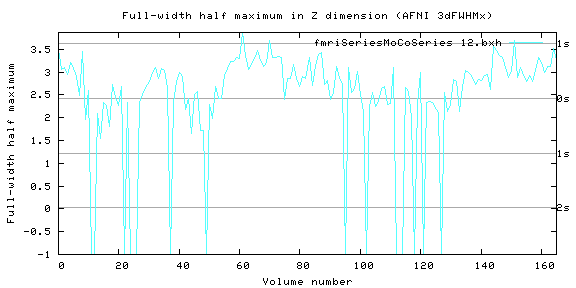 Full-width half maximum in Z dimension (AFNI 3dFWHMx)
fmriSeriesMoCoSeries 12.bxh
Full-width half maximum
3.5
3
2.5
2
1.5
1
0.5
0
-0.5
-1
1s
0s
1s
2s
0 20 40 60 80 100 120 140 160
Volume number